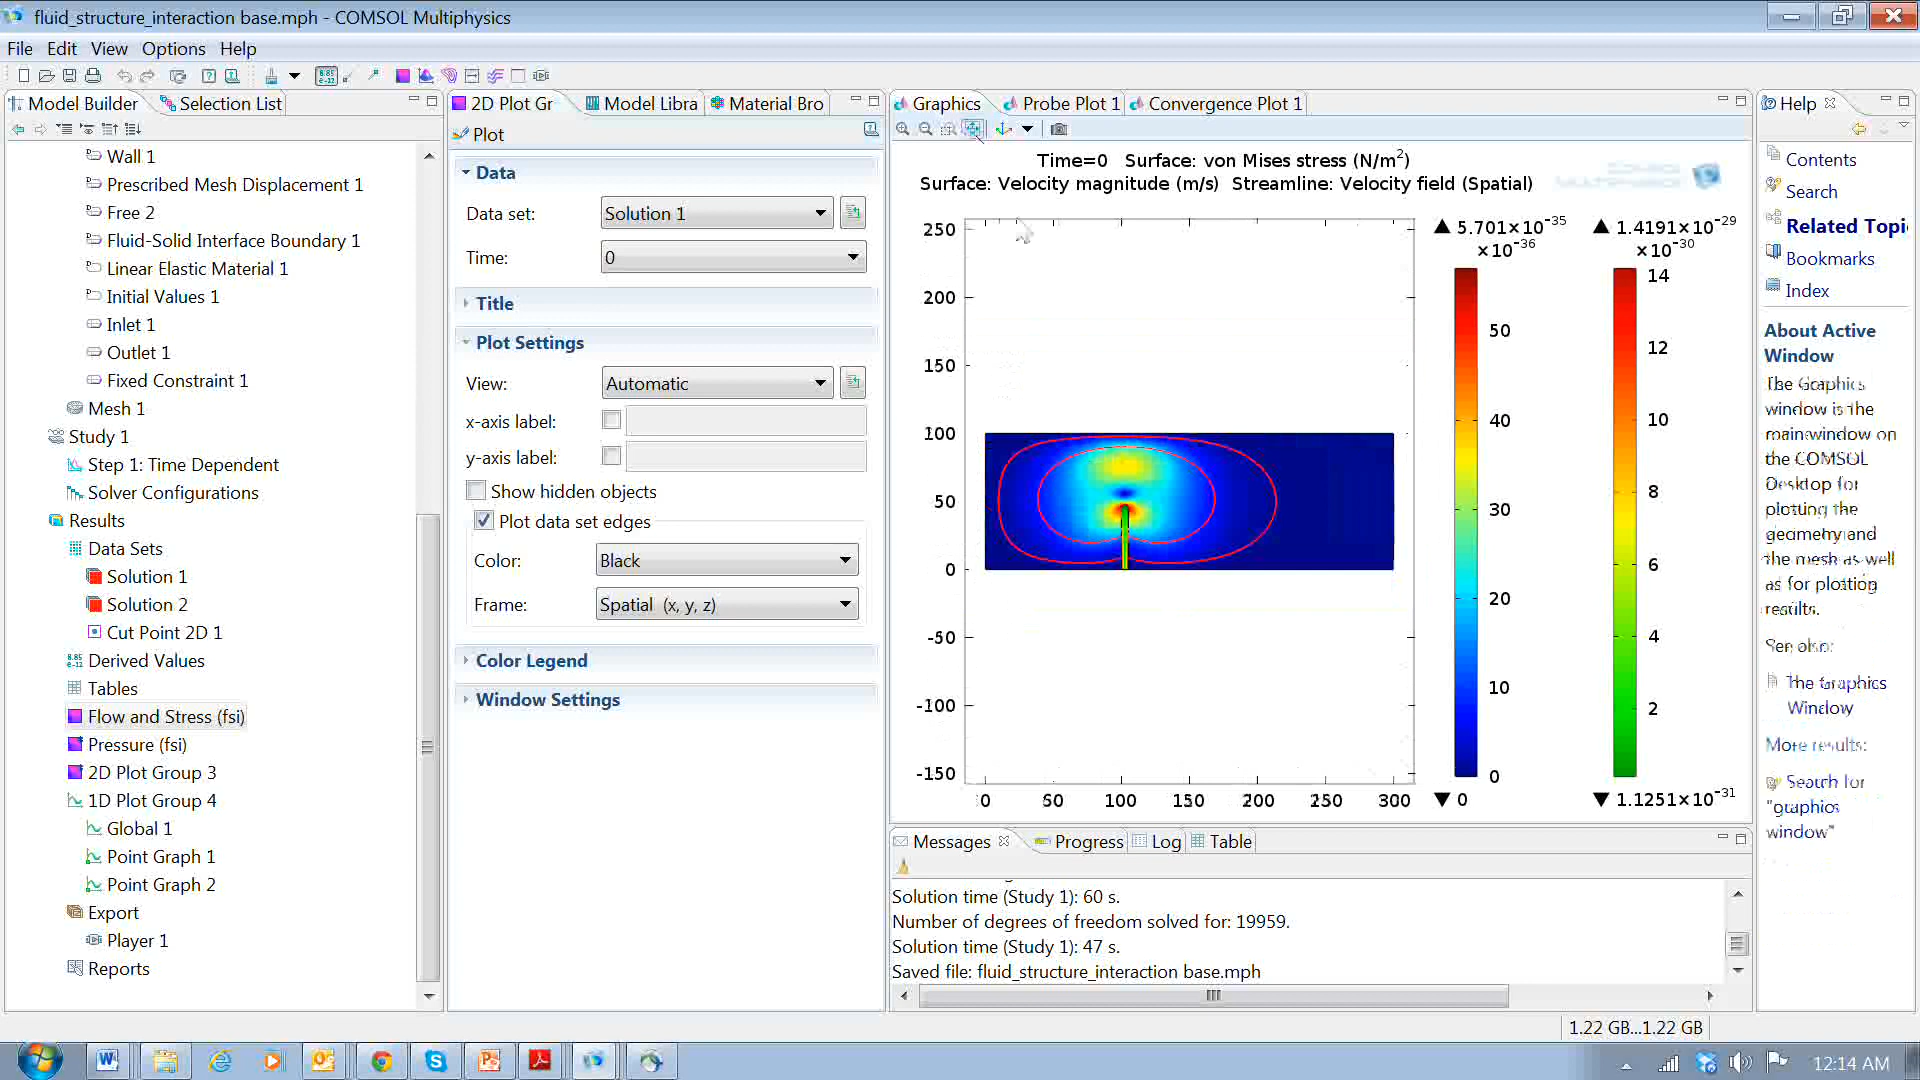 fluid_structure_interaction base.mph - COMSOL Multiphysics
File Edit View Options Help
Model Builder Selection List
Wall 1
Prescribed Mesh Displacement 1
Free 2
Fluid-Solid Interface Boundary 1
Linear Elastic Material 1
Initial Values 1
Inlet 1
Outlet 1
Fixed Constraint 1
Mesh 1
Study 1
Step 1: Time Dependent
Solver Configurations
Results
Data Sets
Solution 1
Solution 2
Cut Point 2D 1
Derived Values
Tables
Flow and Stress (fsi)
Pressure (fsi)
2D Plot Group 3
1D Plot Group 4
Global 1
Point Graph 1
Point Graph 2
Export
Player 1
Reports
2D Plot Gr Model Libra Material Bro
Plot
Data
Data set: Solution 1
Time: 0
Title
Plot Settings
View: Automatic
x-axis label:
y-axis label:
Show hidden objects
Plot data set edges
Color: Black
Frame: Spatial (x, y, z)
Color Legend
Window Settings
Graphics Probe Plot 1 Convergence Plot 1
Time=0 Surface: von Mises stress (N/m²)
Surface: Velocity magnitude (m/s) Streamline: Velocity field (Spatial)
250
200
150
100
50
0
-50
-100
-150
0 50 100 150 200 250 300
▲ 5.701×10⁻³⁵
×10⁻³⁶
50
40
30
20
10
0
▼ 0
▲ 1.4191×10⁻²⁹
×10⁻³⁰
14
12
10
8
6
4
2
▼ 1.1251×10⁻³¹
Messages Progress Log Table
Solution time (Study 1): 60 s.
Number of degrees of freedom solved for: 19959.
Solution time (Study 1): 47 s.
Saved file: fluid_structure_interaction base.mph
Help
Contents
Search
Related Topi
Bookmarks
Index
About Active
Window
The Graphics
window is the
main window on
the COMSOL
Desktop for
plotting the
geometry and
the mesh as well
as for plotting
results.
See also:
The Graphics
Window
More results:
Search for
"graphics
window"
1.22 GB...1.22 GB
12:14 AM